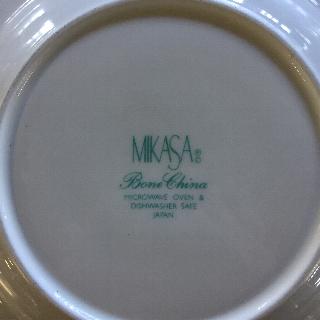 MIKASA®
Bone China
MICROWAVE OVEN &
DISHWASHER SAFE
JAPAN